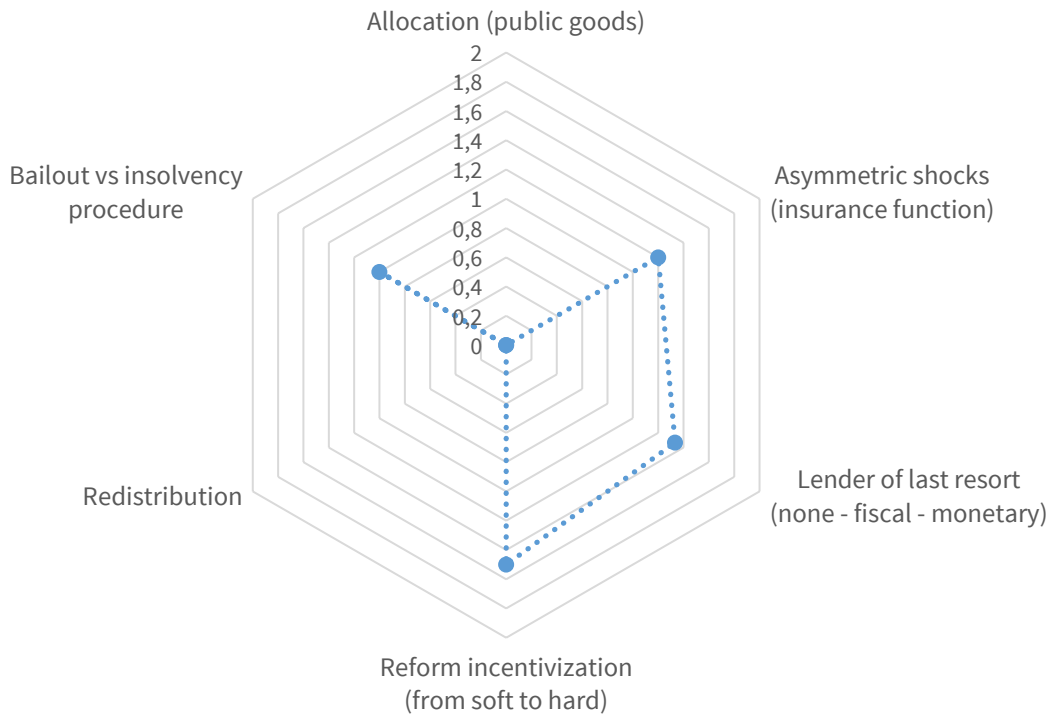 Allocation (public goods)
2
1,8
1,6
1,4
1,2
1
0,8
0,6
0,4
0,2
0
Asymmetric shocks
(insurance function)
Lender of last resort
(none - fiscal - monetary)
Reform incentivization
(from soft to hard)
Redistribution
Bailout vs insolvency
procedure